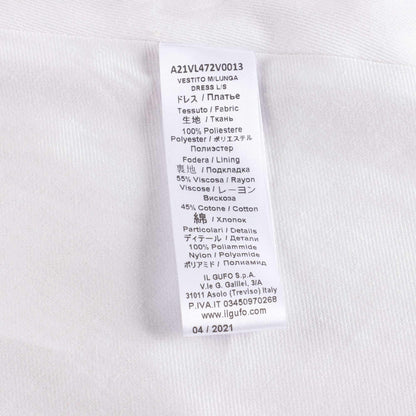 A21VL472V0013
VESTITO M/LUNGA
DRESS L/S
ドレス / Платье
Tessuto / Fabric
生地 / Ткань
100% Poliestere
Polyester / ポリエステル
Полиэстер
Fodera / Lining
裏地 / Подкладка
55% Viscosa / Rayon
Viscose / レーヨン
Вискоза
45% Cotone / Cotton
綿 / Хлопок
Particolari / Details
ディテール / Детали
100% Poliammide
Nylon / Polyamide
ポリアミド / Полиамид
IL GUFO S.p.A.
V.le G. Galilei, 3/A
31011 Asolo (Treviso) Italy
P.IVA.IT 03450970268
www.ilgufo.com
04 / 2021